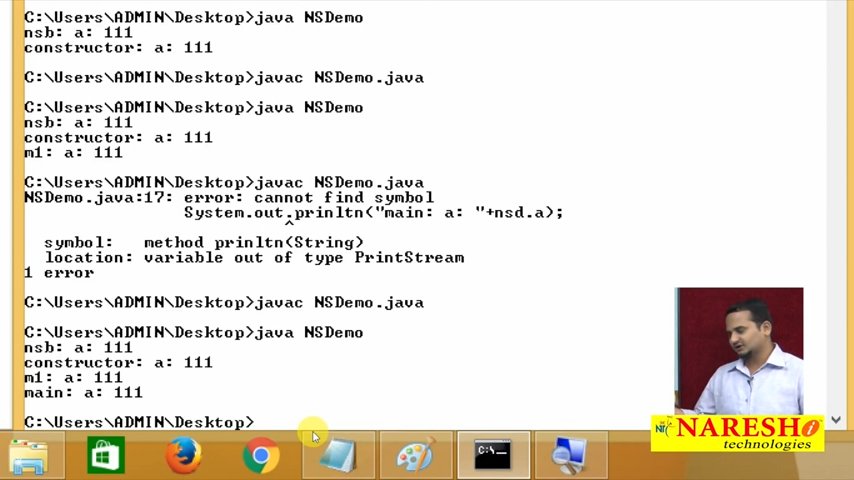 C:\Users\ADMIN\Desktop>java NSDemo
nsb: a: 111
constructor: a: 111
C:\Users\ADMIN\Desktop>javac NSDemo.java
C:\Users\ADMIN\Desktop>java NSDemo
nsb: a: 111
constructor: a: 111
m1: a: 111
C:\Users\ADMIN\Desktop>javac NSDemo.java
NSDemo.java:17: error: cannot find symbol
System.out.prinltn("main: a: "+nsd.a);
^
symbol: method prinltn(String)
location: variable out of type PrintStream
1 error
C:\Users\ADMIN\Desktop>javac NSDemo.java
C:\Users\ADMIN\Desktop>java NSDemo
nsb: a: 111
constructor: a: 111
m1: a: 111
main: a: 111
C:\Users\ADMIN\Desktop>
C:\_
NARESH i
technologies